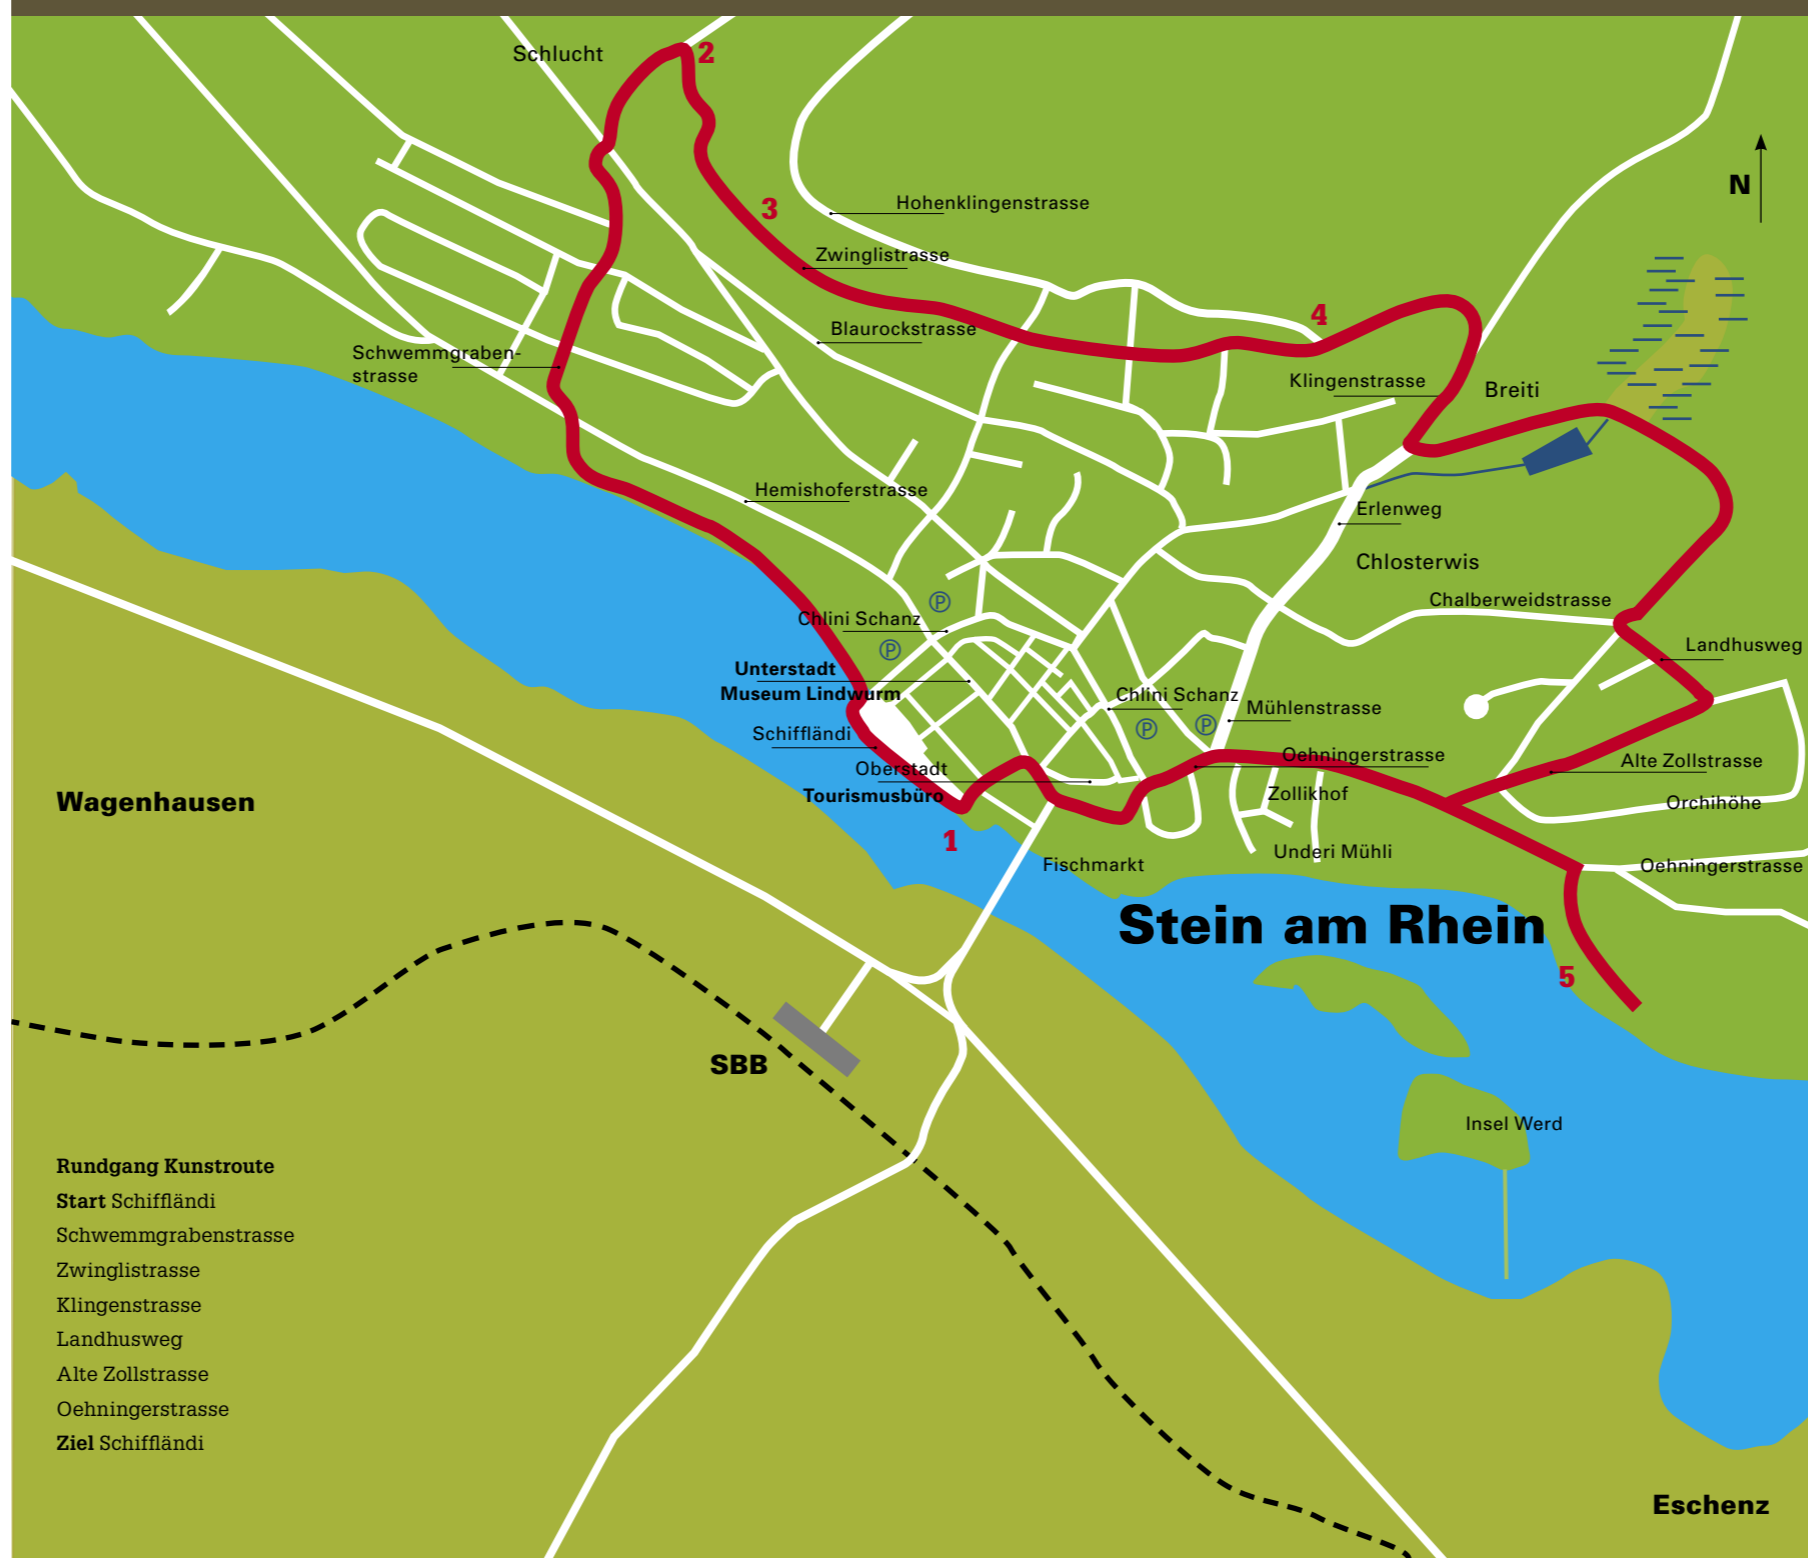 Schlucht
2
N
3
Hohenklingenstrasse
Zwinglistrasse
4
Blaurockstrasse
Schwemmgraben-
strasse
Klingenstrasse
Breiti
Hemishoferstrasse
Erlenweg
Chlosterwis
P
Chalberweidstrasse
Chlini Schanz
P
Landhusweg
Unterstadt
Museum Lindwurm
Chlini Schanz
Mühlenstrasse
P
P
Schiffländi
Oehningerstrasse
Alte Zollstrasse
Oberstadt
Tourismusbüro
Zollikhof
Orchihöhe
Wagenhausen
1
Underi Mühli
Fischmarkt
Oehningerstrasse
Stein am Rhein
5
SBB
Insel Werd
Rundgang Kunstroute
Start Schiffländi
Schwemmgrabenstrasse
Zwinglistrasse
Klingenstrasse
Landhusweg
Alte Zollstrasse
Oehningerstrasse
Ziel Schiffländi
Eschenz